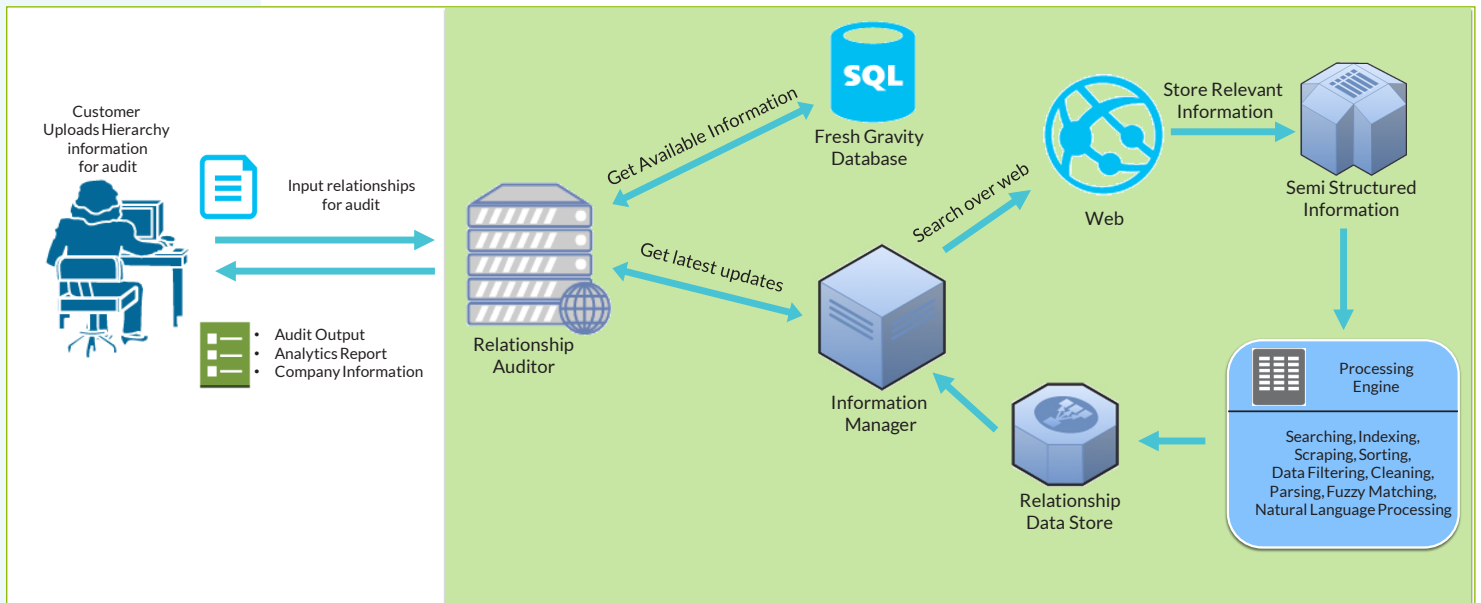 Customer
Uploads Hierarchy
information
for audit
Input relationships
for audit
• Audit Output
• Analytics Report
• Company Information
Relationship
Auditor
Get Available Information
Get latest updates
SQL
Fresh Gravity
Database
Information
Manager
Search over web
Web
Store Relevant
Information
Semi Structured
Information
Processing
Engine
Searching, Indexing,
Scraping, Sorting,
Data Filtering, Cleaning,
Parsing, Fuzzy Matching,
Natural Language Processing
Relationship
Data Store